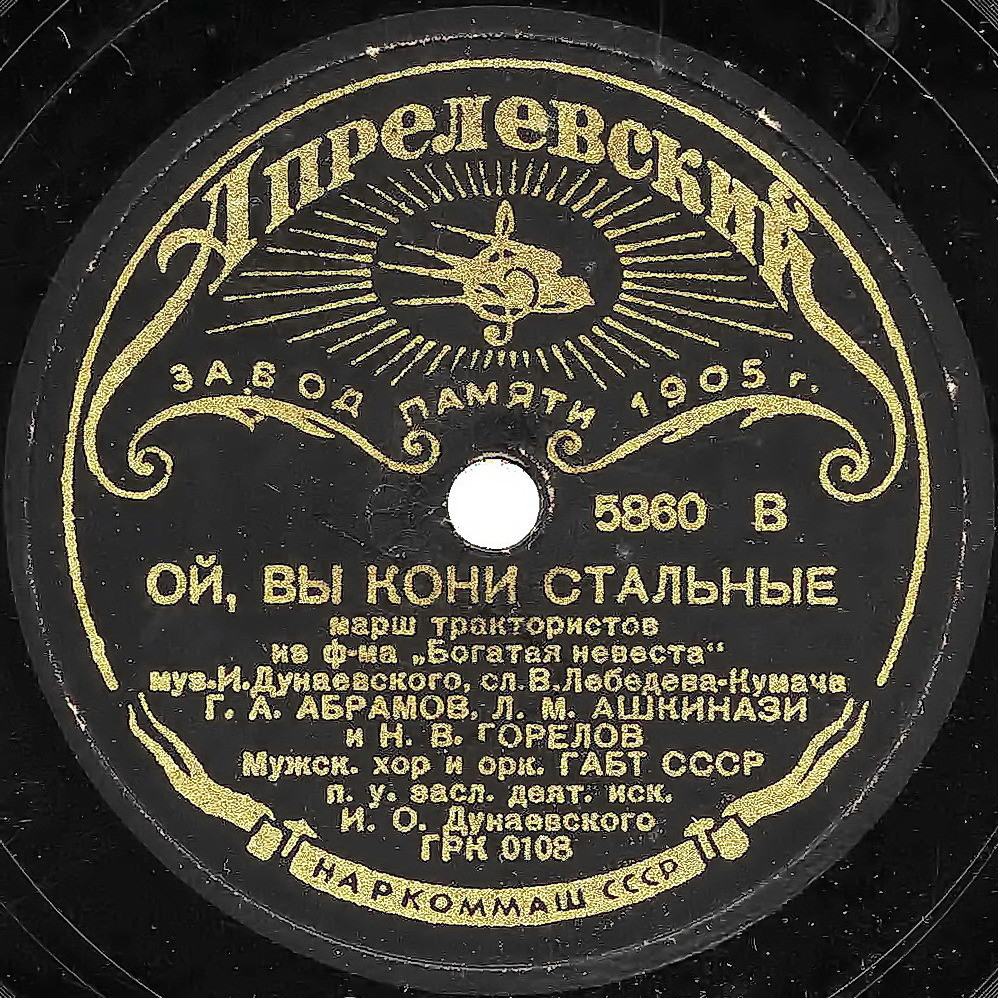 Апрелевский
ЗАВОД ПАМЯТИ 1905 г.
5860 В
ОЙ, ВЫ КОНИ СТАЛЬНЫЕ
марш трактористов
из ф-ма „Богатая невеста“
муз. И. Дунаевского, сл. В. Лебедева-Кумача
Г. А. АБРАМОВ, Л. М. АШКИНАЗИ
и Н. В. ГОРЕЛОВ
Мужск. хор и орк. ГАБТ СССР
п. у. засл. деят. иск.
И. О. Дунаевского
ГРК 0108
НАРКОММАШ СССР